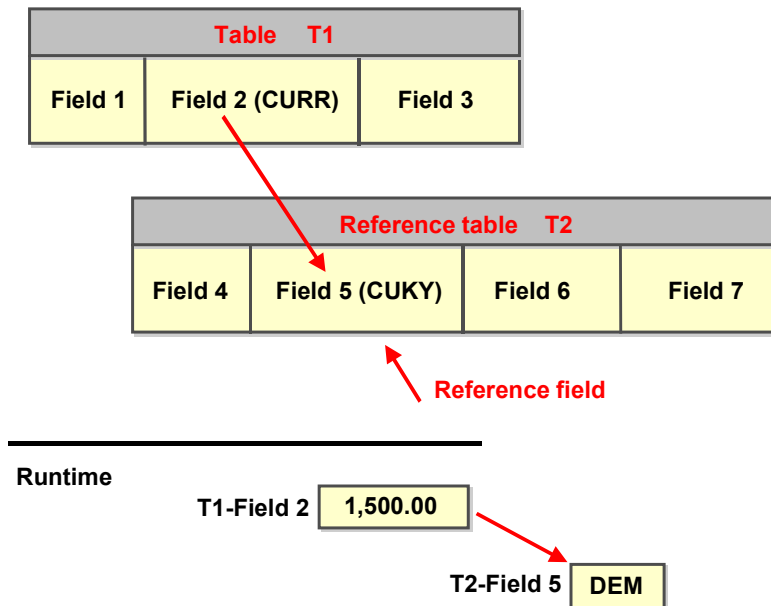 Table T1
Field 1 Field 2 (CURR) Field 3
Reference table T2
Field 4 Field 5 (CUKY) Field 6 Field 7
Reference field
Runtime
T1-Field 2 1,500.00
T2-Field 5 DEM